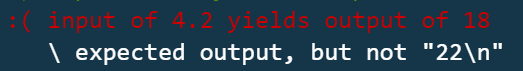 :( input of 4.2 yields output of 18
\ expected output, but not "22\n"